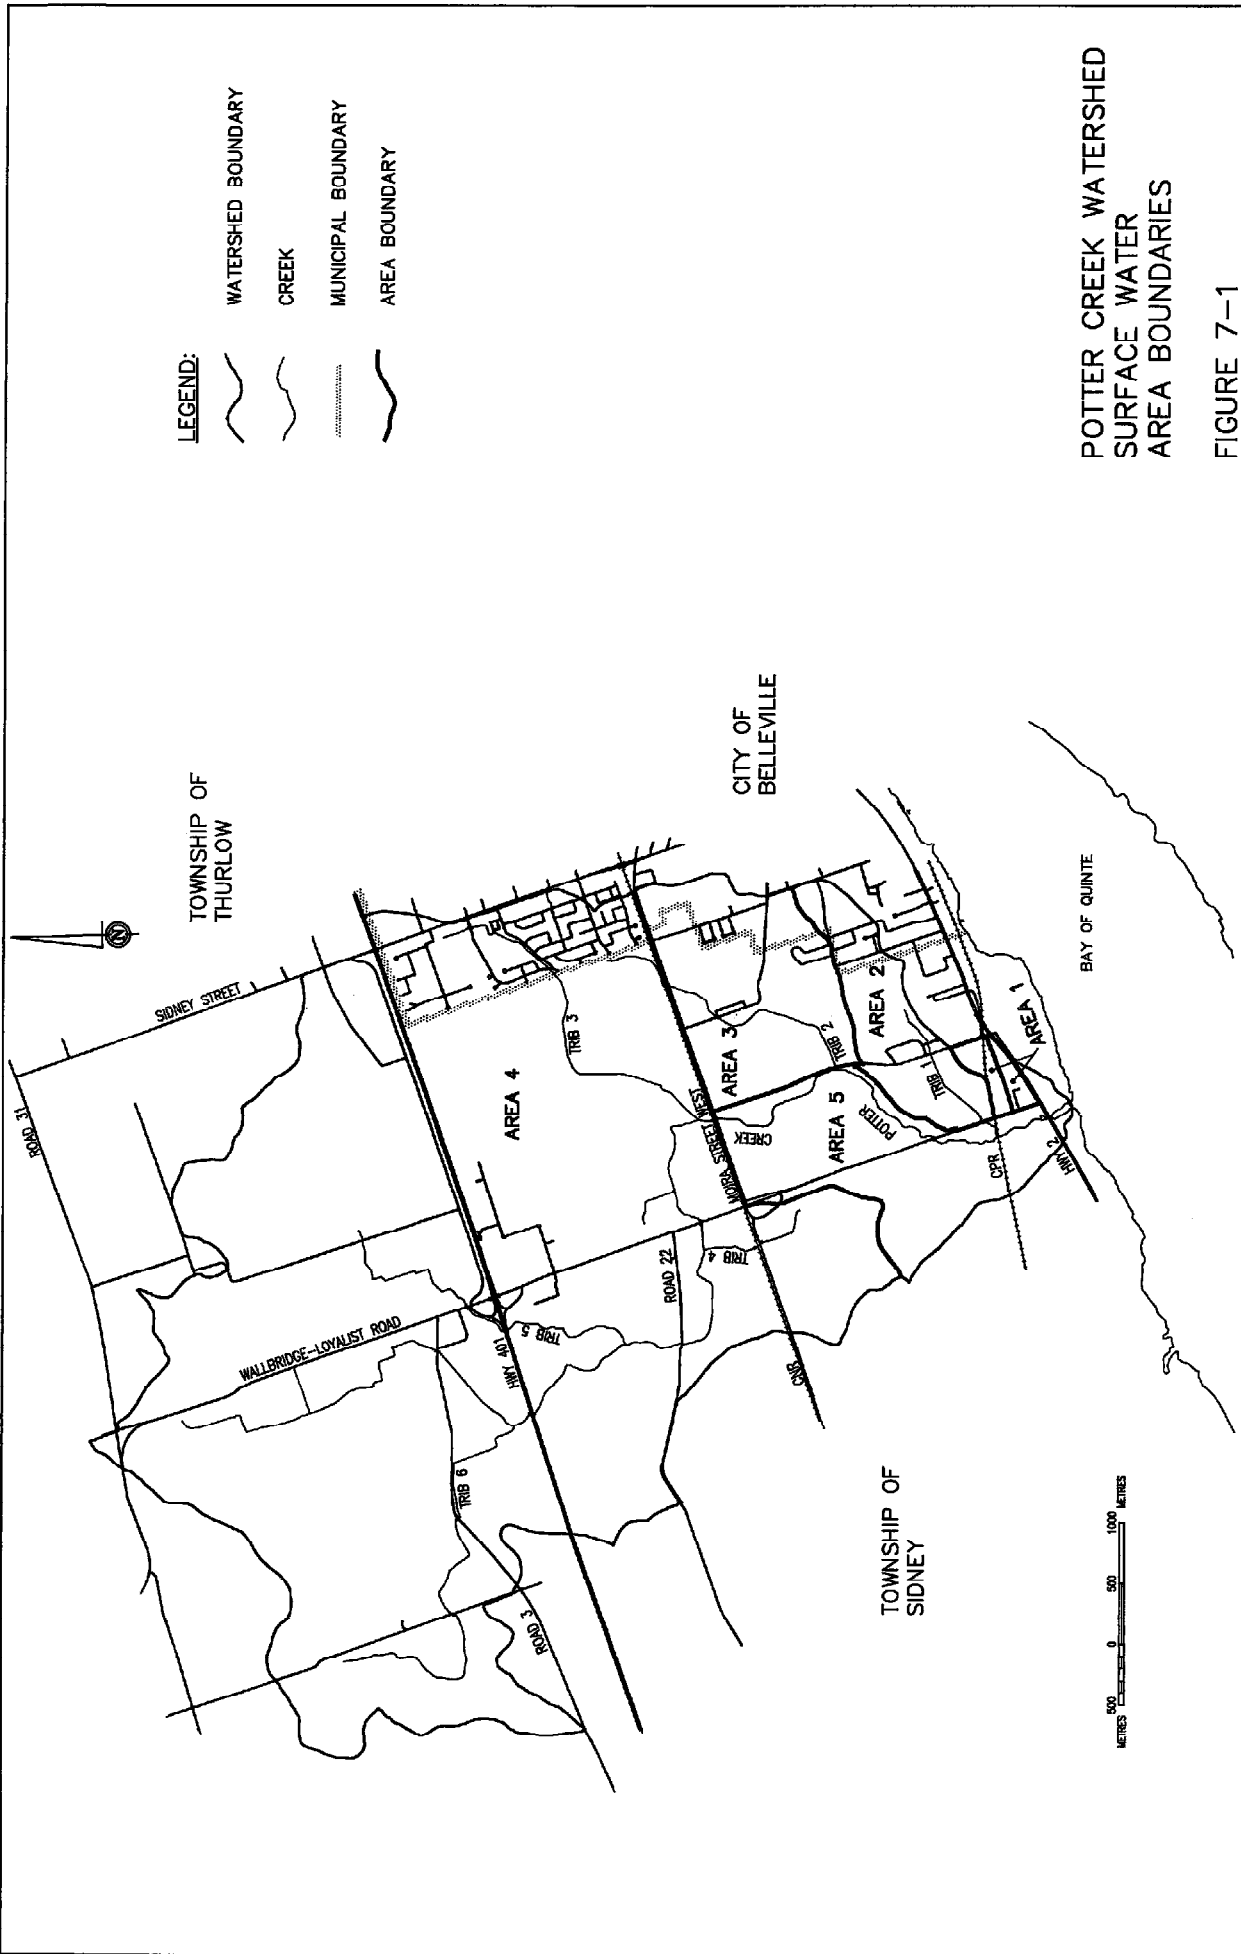 LEGEND:
WATERSHED BOUNDARY
CREEK
MUNICIPAL BOUNDARY
AREA BOUNDARY
N
TOWNSHIP OF
THURLOW
ROAD 31
SIDNEY STREET
WALLBRIDGE-LOYALIST ROAD
AREA 4
TRIB 3
HWY 401
TRIB 5
TRIB 6
ROAD 3
ROAD 22
TRIB 4
MOIRA STREET WEST
CREEK
CNR
AREA 3
TRIB 2
AREA 5
POTTER
AREA 2
TRIB 1
AREA 1
CPR
HWY 2
CITY OF
BELLEVILLE
BAY OF QUINTE
TOWNSHIP OF
SIDNEY
METRES 500 0 500 1000 METRES
POTTER CREEK WATERSHED
SURFACE WATER
AREA BOUNDARIES
FIGURE 7-1